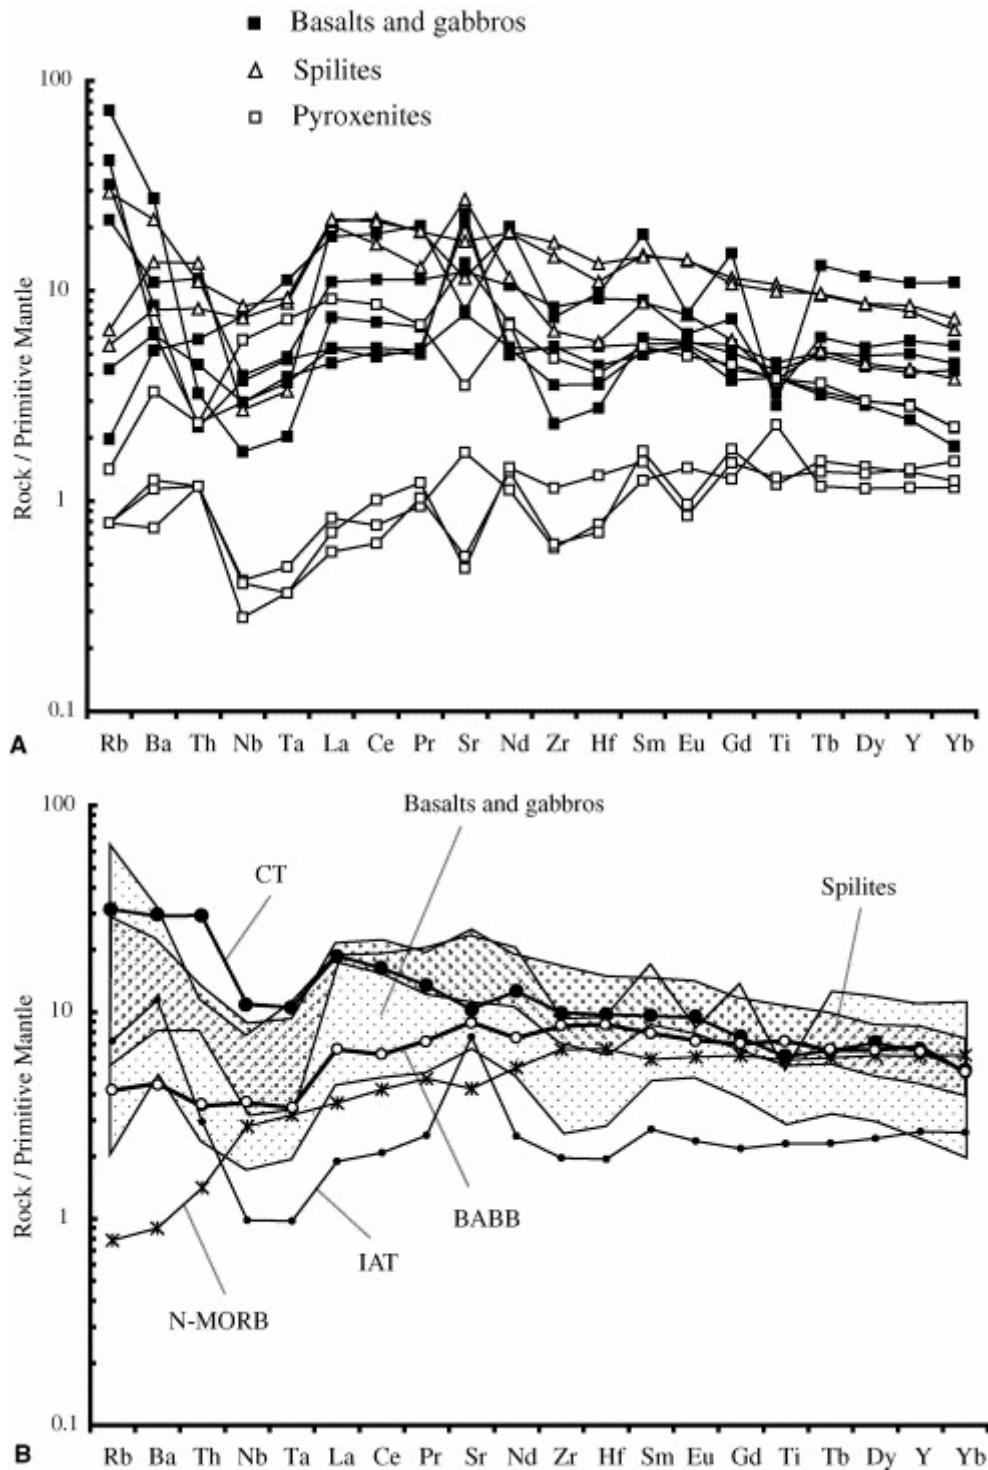 Basalts and gabbros
Spilites
Pyroxenites
100
10
1
0.1
Rock / Primitive Mantle
A
Rb Ba Th Nb Ta La Ce Pr Sr Nd Zr Hf Sm Eu Gd Ti Tb Dy Y Yb
100
10
1
0.1
Rock / Primitive Mantle
Basalts and gabbros
CT
Spilites
BABB
IAT
N-MORB
B
Rb Ba Th Nb Ta La Ce Pr Sr Nd Zr Hf Sm Eu Gd Ti Tb Dy Y Yb